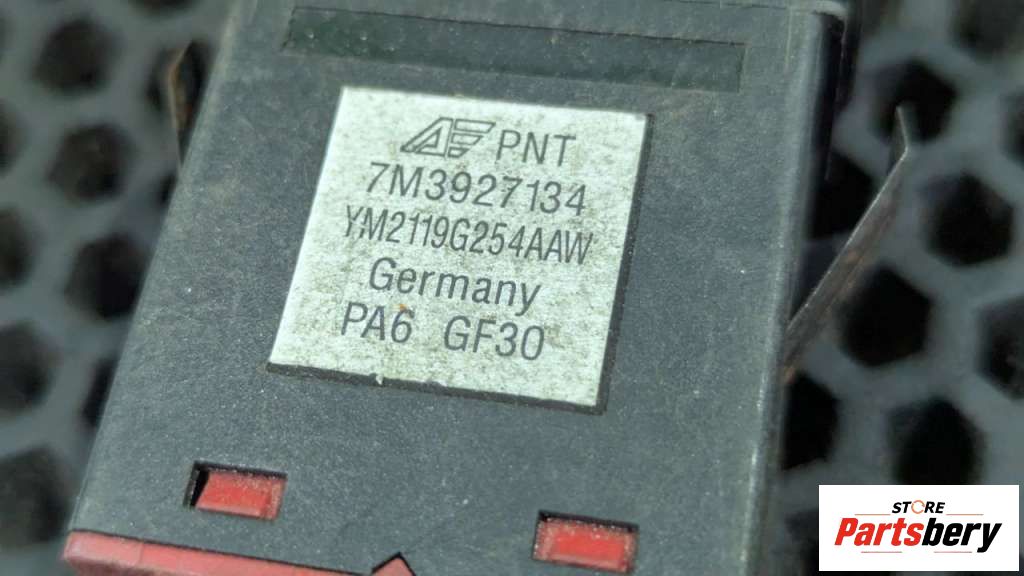 PNT
7M3927134
YM2119G254AAW
Germany
PA6 GF30
STORE
Partsbery